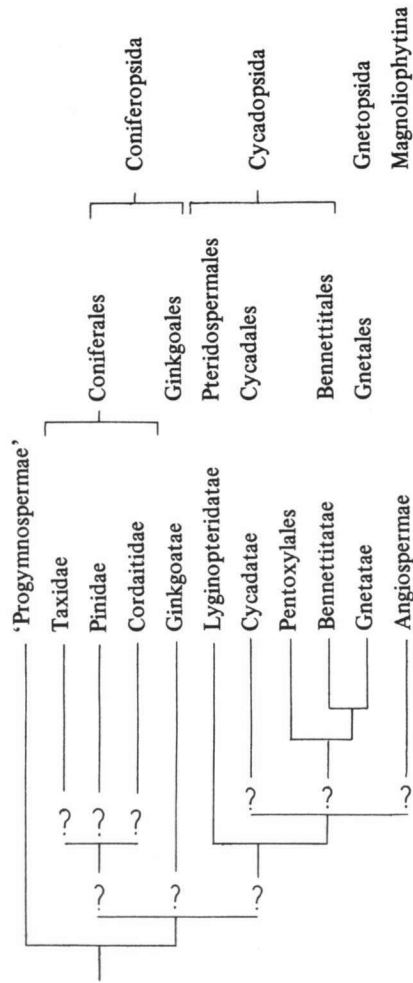 'Progymnospermae'
Taxidae
Pinidae
Cordaitidae
Ginkgoatae
Lyginopteridatae
Cycadatae
Pentoxylales
Bennettitatae
Gnetatae
Angiospermae
? ? ?
? ? ?
? ? ?
Coniferales
Ginkgoales
Pteridospermales
Cycadales
Bennettitales
Gnetales
Coniferopsida
Cycadopsida
Gnetopsida
Magnoliophytina